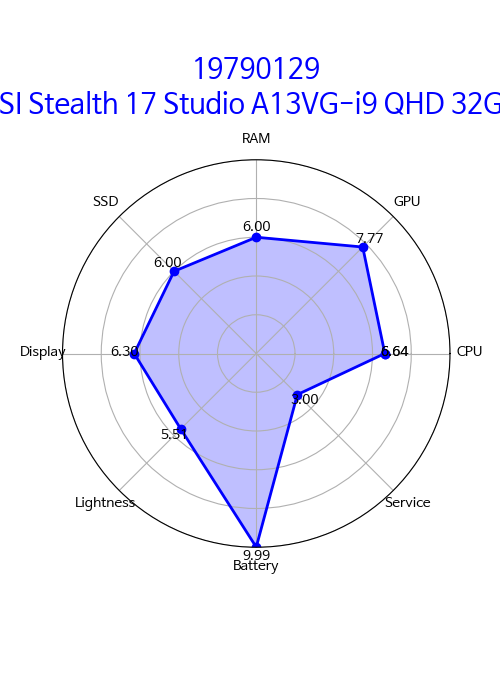 19790129
SI Stealth 17 Studio A13VG-i9 QHD 32G
RAM
SSD
GPU
6.00
7.77
6.00
Display
6.30
6.64
CPU
5.51
3.00
Lightness
Service
9.99
Battery